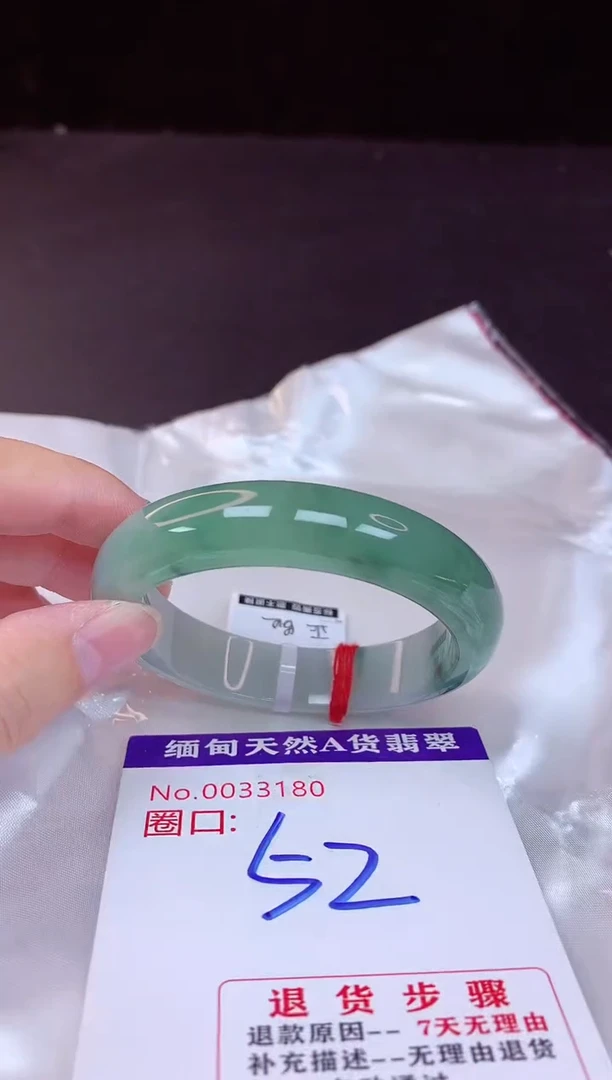 缅甸天然A货翡翠
No.0033180
圈口: 52
退货步骤
退款原因--7天无理由
补充描述--无理由退货